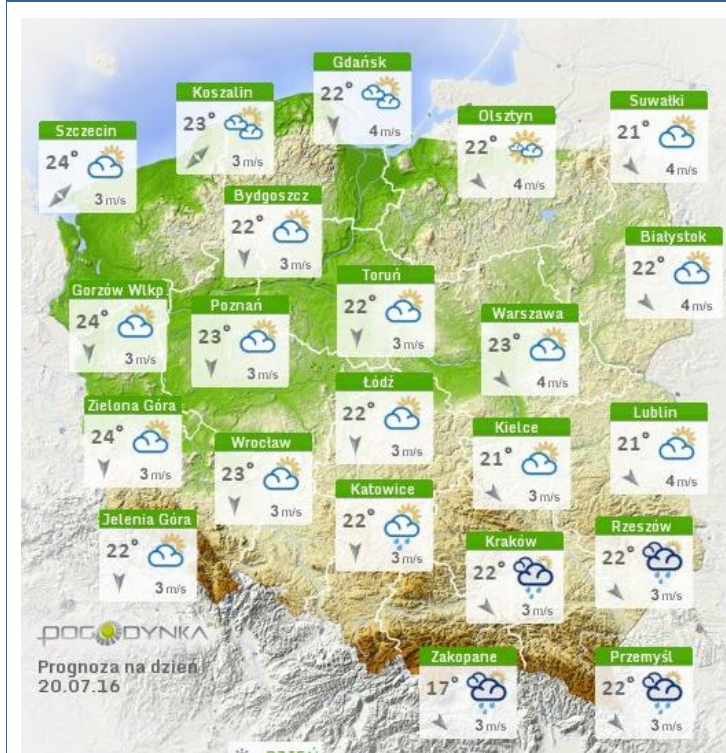 Gdańsk
22° 4 m/s
Koszalin
23° 3 m/s
Suwałki
21° 4 m/s
Olsztyn
22° 4 m/s
Szczecin
24° 3 m/s
Bydgoszcz
22° 3 m/s
Białystok
22° 4 m/s
Toruń
22° 3 m/s
Gorzów Wlkp.
24° 3 m/s
Poznań
23° 3 m/s
Warszawa
23° 4 m/s
Łódź
22° 3 m/s
Zielona Góra
24° 3 m/s
Lublin
21° 4 m/s
Kielce
21° 3 m/s
Wrocław
23° 3 m/s
Katowice
22° 3 m/s
Jelenia Góra
22° 3 m/s
Rzeszów
22° 3 m/s
Kraków
22° 3 m/s
POGODYNKA
Prognoza na dzień
20.07.16
Zakopane
17° 3 m/s
Przemyśl
22° 3 m/s